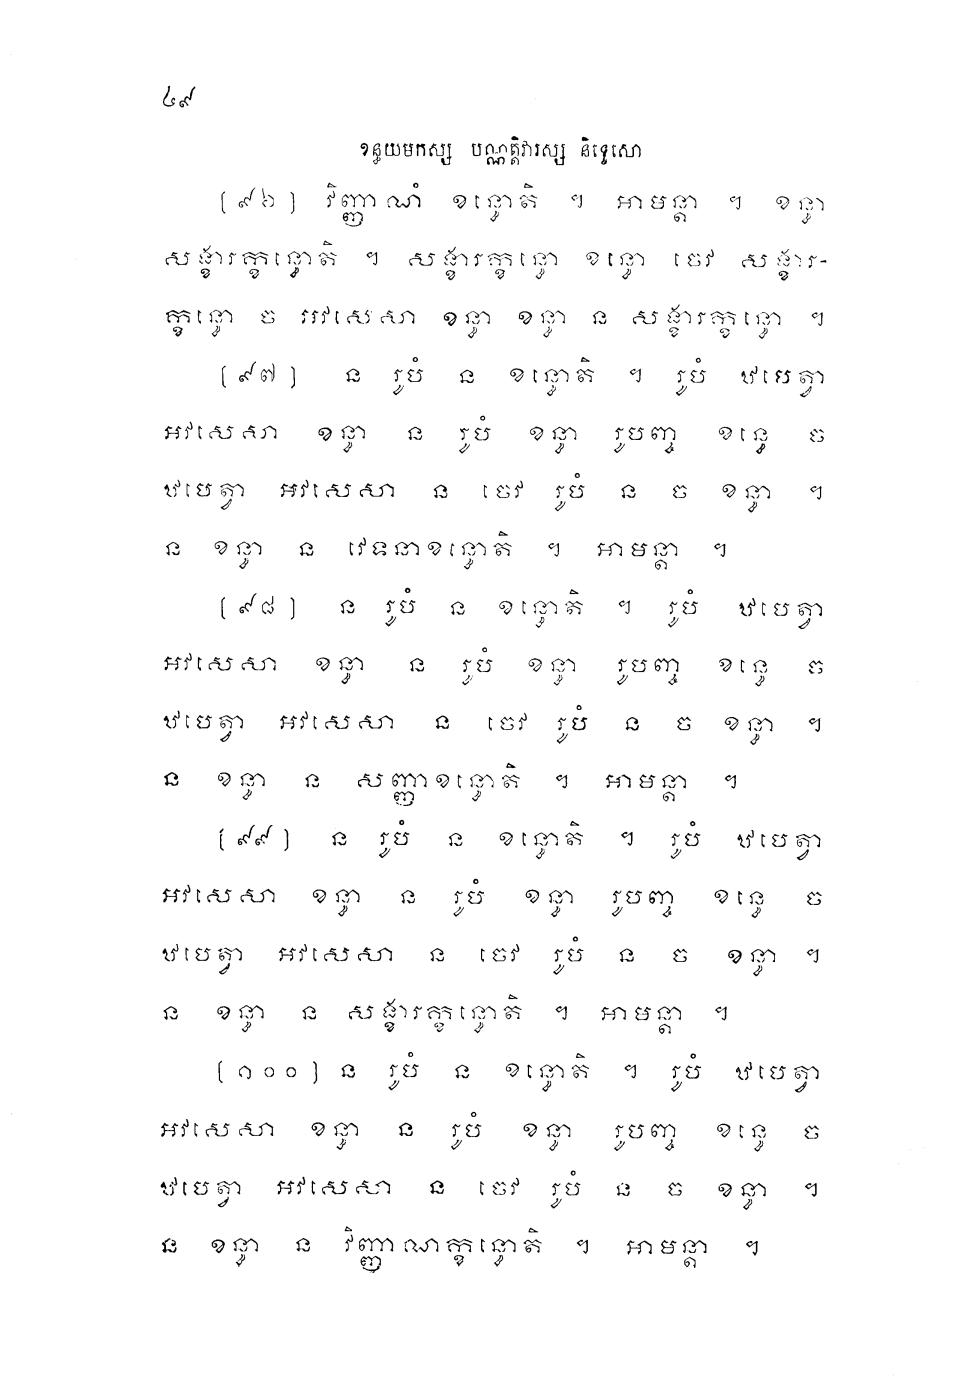 ៤៩
ខន្ធយមកស្ស បណ្ណត្តិវារស្ស និទ្ទេសោ
(៩៦) វិញ្ញាណំ ខន្ធោតិ ។ អាមន្តា ។ ខន្ធា
សង្ខារក្ខន្ធោតិ ។ សង្ខារក្ខន្ធោ ខន្ធោ ចេវ សង្ខារ-
ក្ខន្ធោ ច អវសេសា ខន្ធា ខន្ធា ន សង្ខារក្ខន្ធោ ។
(៩៧) ន រូបំ ន ខន្ធោតិ ។ រូបំ ឋបេត្វា
អវសេសា ខន្ធា ន រូបំ ខន្ធា រូបញ្ច ខន្ធេ ច
ឋបេត្វា អវសេសា ន ចេវ រូបំ ន ច ខន្ធា ។
ន ខន្ធា ន វេទនាខន្ធោតិ ។ អាមន្តា ។
(៩៨) ន រូបំ ន ខន្ធោតិ ។ រូបំ ឋបេត្វា
អវសេសា ខន្ធា ន រូបំ ខន្ធា រូបញ្ច ខន្ធេ ច
ឋបេត្វា អវសេសា ន ចេវ រូបំ ន ច ខន្ធា ។
ន ខន្ធា ន សញ្ញាខន្ធោតិ ។ អាមន្តា ។
(៩៩) ន រូបំ ន ខន្ធោតិ ។ រូបំ ឋបេត្វា
អវសេសា ខន្ធា ន រូបំ ខន្ធា រូបញ្ច ខន្ធេ ច
ឋបេត្វា អវសេសា ន ចេវ រូបំ ន ច ខន្ធា ។
ន ខន្ធា ន សង្ខារក្ខន្ធោតិ ។ អាមន្តា ។
(១០០) ន រូបំ ន ខន្ធោតិ ។ រូបំ ឋបេត្វា
អវសេសា ខន្ធា ន រូបំ ខន្ធា រូបញ្ច ខន្ធេ ច
ឋបេត្វា អវសេសា ន ចេវ រូបំ ន ច ខន្ធា ។
ន ខន្ធា ន វិញ្ញាណក្ខន្ធោតិ ។ អាមន្តា ។